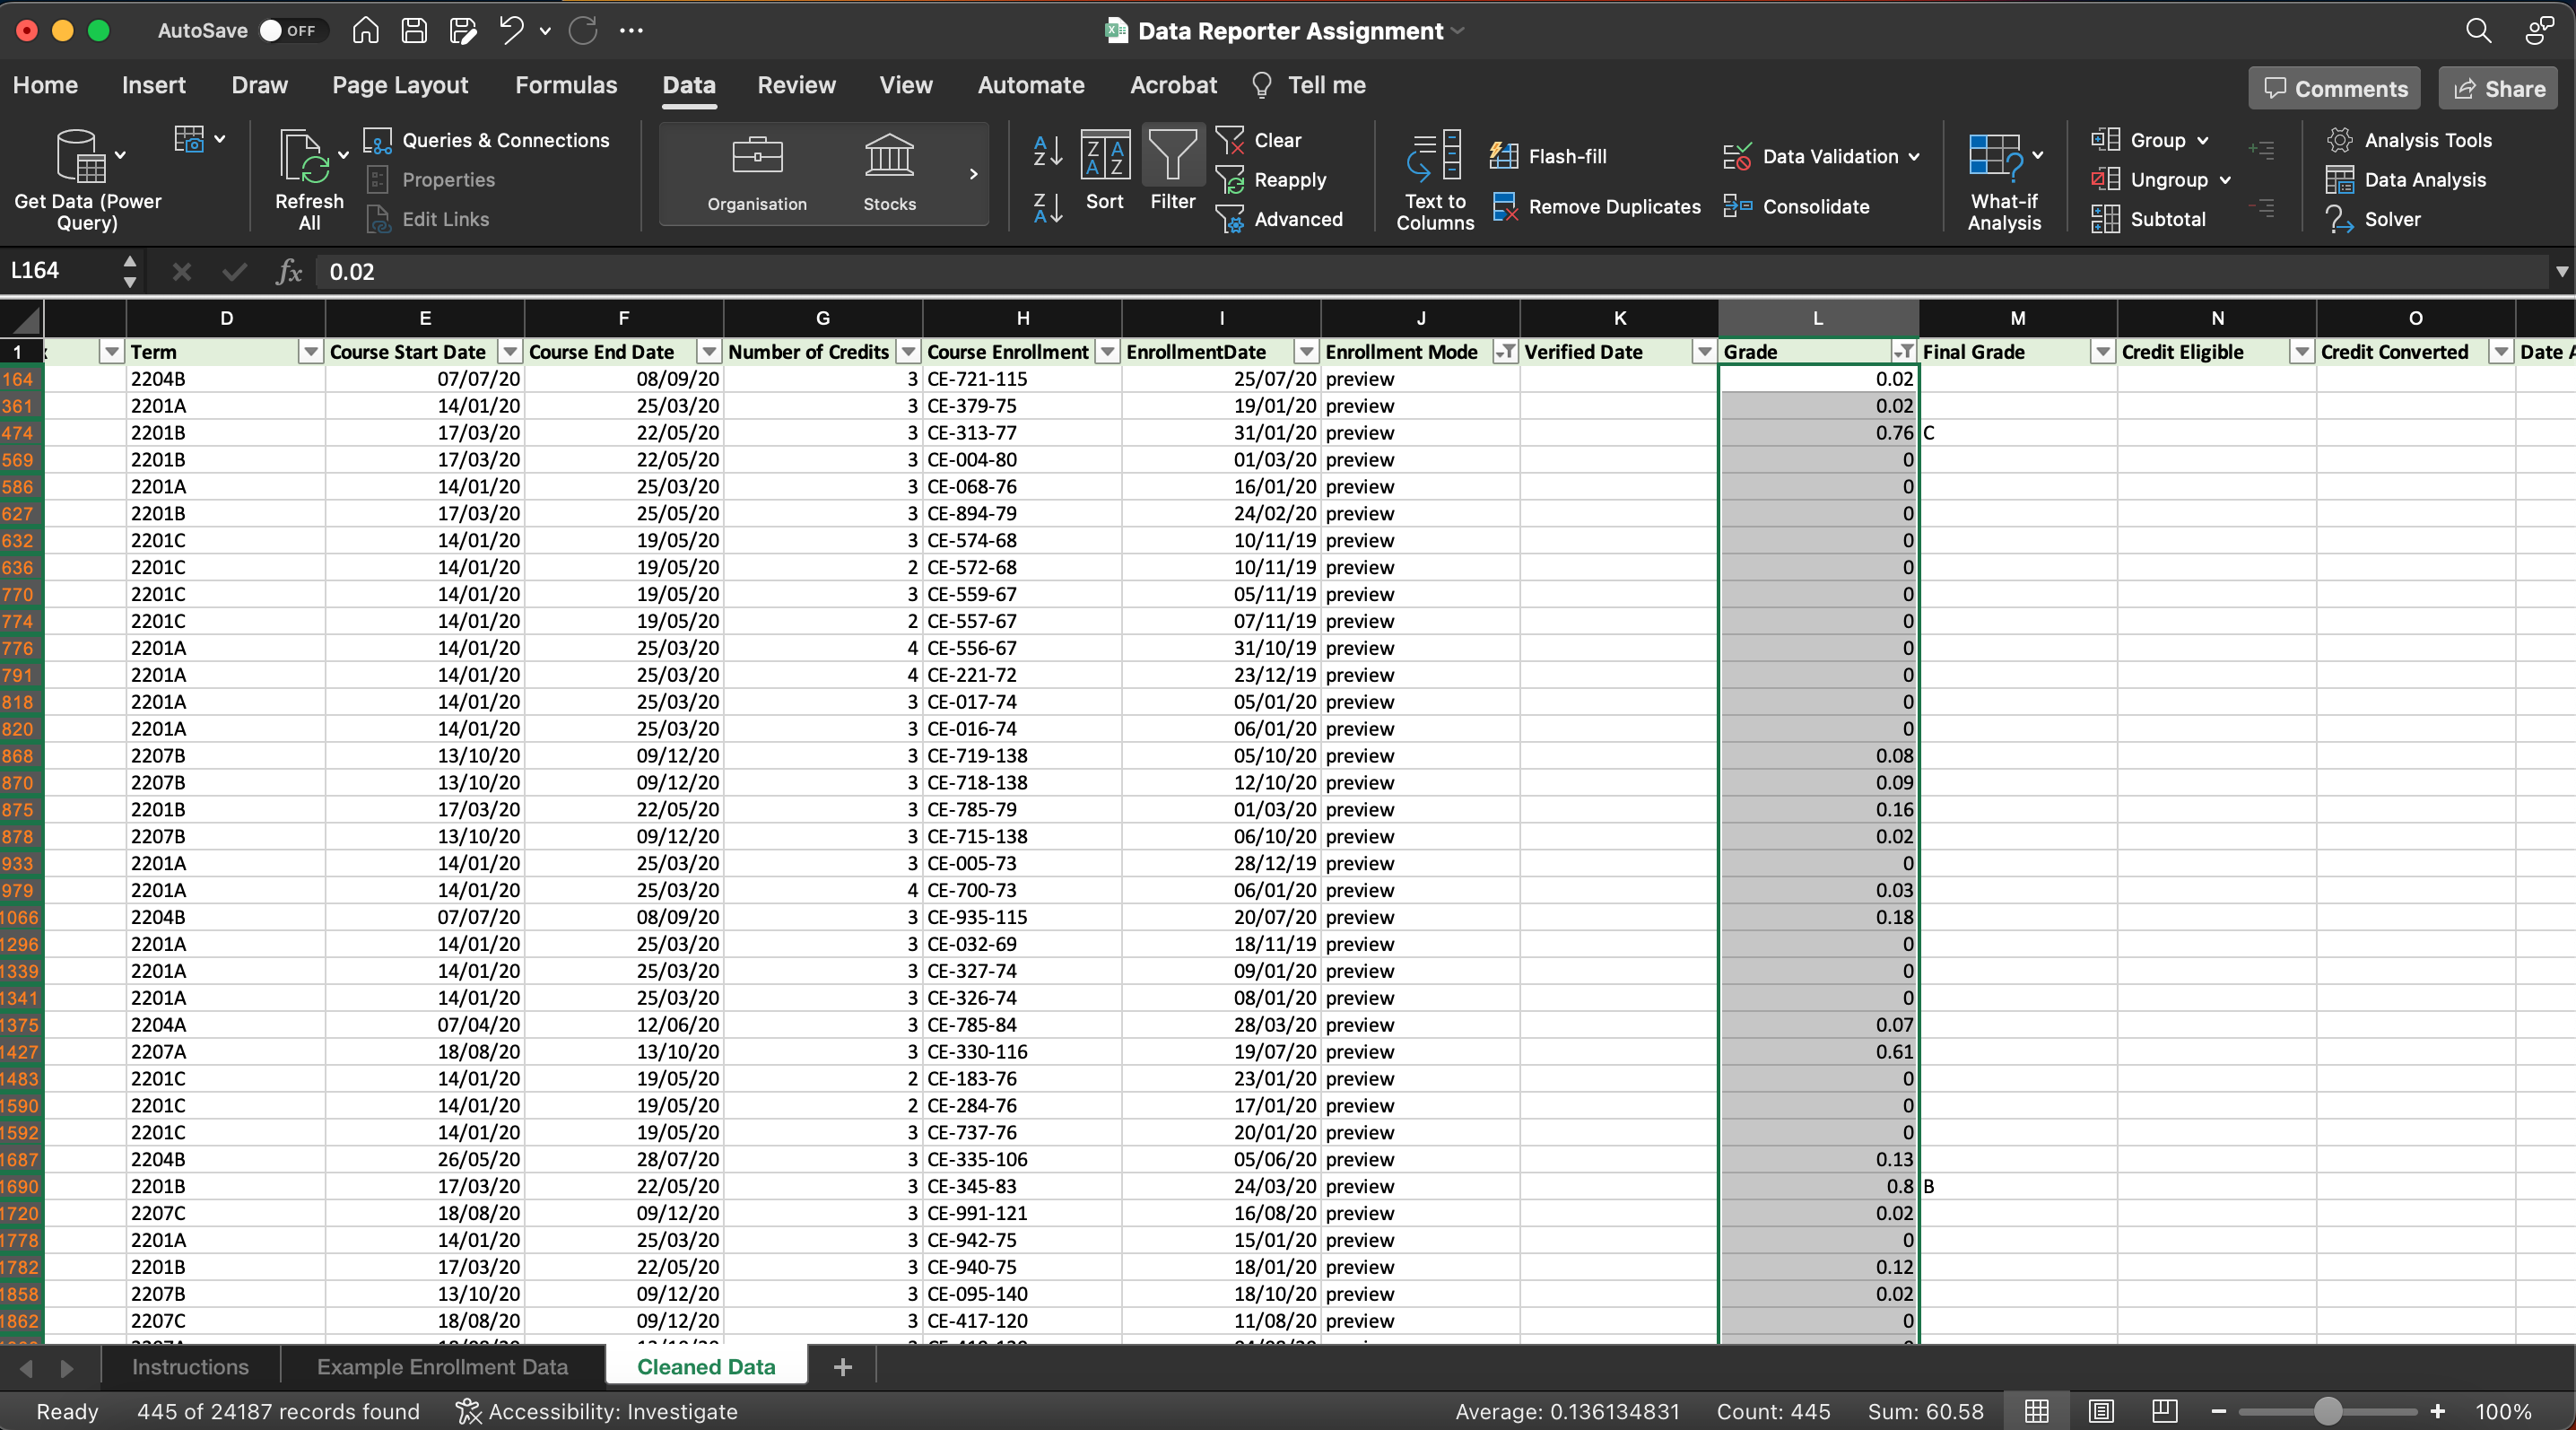 AutoSave OFF Data Reporter Assignment
Home Insert Draw Page Layout Formulas Data Review View Automate Acrobat Tell me Comments Share
Get Data (Power Query)
Refresh All
Queries & Connections
Properties
Edit Links
Organisation Stocks
Sort Filter
Clear
Reapply
Advanced
Text to Columns
Flash-fill
Remove Duplicates
Data Validation
Consolidate
What-if Analysis
Group
Ungroup
Subtotal
Analysis Tools
Data Analysis
Solver
L164 fx 0.02
D E F G H I J K L M N O
1 Term Course Start Date Course End Date Number of Credits Course Enrollment EnrollmentDate Enrollment Mode Verified Date Grade Final Grade Credit Eligible Credit Converted Date
164 2204B 07/07/20 08/09/20 3 CE-721-115 25/07/20 preview 0.02
361 2201A 14/01/20 25/03/20 3 CE-379-75 19/01/20 preview 0.02
474 2201B 17/03/20 22/05/20 3 CE-313-77 31/01/20 preview 0.76 C
569 2201B 17/03/20 22/05/20 3 CE-004-80 01/03/20 preview 0
586 2201A 14/01/20 25/03/20 3 CE-068-76 16/01/20 preview 0
627 2201B 17/03/20 25/05/20 3 CE-894-79 24/02/20 preview 0
632 2201C 14/01/20 19/05/20 3 CE-574-68 10/11/19 preview 0
636 2201C 14/01/20 19/05/20 2 CE-572-68 10/11/19 preview 0
770 2201C 14/01/20 19/05/20 3 CE-559-67 05/11/19 preview 0
774 2201C 14/01/20 19/05/20 2 CE-557-67 07/11/19 preview 0
776 2201A 14/01/20 25/03/20 4 CE-556-67 31/10/19 preview 0
791 2201A 14/01/20 25/03/20 4 CE-221-72 23/12/19 preview 0
818 2201A 14/01/20 25/03/20 3 CE-017-74 05/01/20 preview 0
820 2201A 14/01/20 25/03/20 3 CE-016-74 06/01/20 preview 0
868 2207B 13/10/20 09/12/20 3 CE-719-138 05/10/20 preview 0.08
870 2207B 13/10/20 09/12/20 3 CE-718-138 12/10/20 preview 0.09
875 2201B 17/03/20 22/05/20 3 CE-785-79 01/03/20 preview 0.16
878 2207B 13/10/20 09/12/20 3 CE-715-138 06/10/20 preview 0.02
933 2201A 14/01/20 25/03/20 3 CE-005-73 28/12/19 preview 0
979 2201A 14/01/20 25/03/20 4 CE-700-73 06/01/20 preview 0.03
1066 2204B 07/07/20 08/09/20 3 CE-935-115 20/07/20 preview 0.18
1296 2201A 14/01/20 25/03/20 3 CE-032-69 18/11/19 preview 0
1339 2201A 14/01/20 25/03/20 3 CE-327-74 09/01/20 preview 0
1341 2201A 14/01/20 25/03/20 3 CE-326-74 08/01/20 preview 0
1375 2204A 07/04/20 12/06/20 3 CE-785-84 28/03/20 preview 0.07
1427 2207A 18/08/20 13/10/20 3 CE-330-116 19/07/20 preview 0.61
1483 2201C 14/01/20 19/05/20 2 CE-183-76 23/01/20 preview 0
1590 2201C 14/01/20 19/05/20 2 CE-284-76 17/01/20 preview 0
1592 2201C 14/01/20 19/05/20 3 CE-737-76 20/01/20 preview 0
1687 2204B 26/05/20 28/07/20 3 CE-335-106 05/06/20 preview 0.13
1690 2201B 17/03/20 22/05/20 3 CE-345-83 24/03/20 preview 0.8 B
1720 2207C 18/08/20 09/12/20 3 CE-991-121 16/08/20 preview 0.02
1778 2201A 14/01/20 25/03/20 3 CE-942-75 15/01/20 preview 0
1782 2201B 17/03/20 22/05/20 3 CE-940-75 18/01/20 preview 0.12
1858 2207B 13/10/20 09/12/20 3 CE-095-140 18/10/20 preview 0.02
1862 2207C 18/08/20 09/12/20 3 CE-417-120 11/08/20 preview 0
Instructions Example Enrollment Data Cleaned Data +
Ready 445 of 24187 records found Accessibility: Investigate Average: 0.136134831 Count: 445 Sum: 60.58 100%